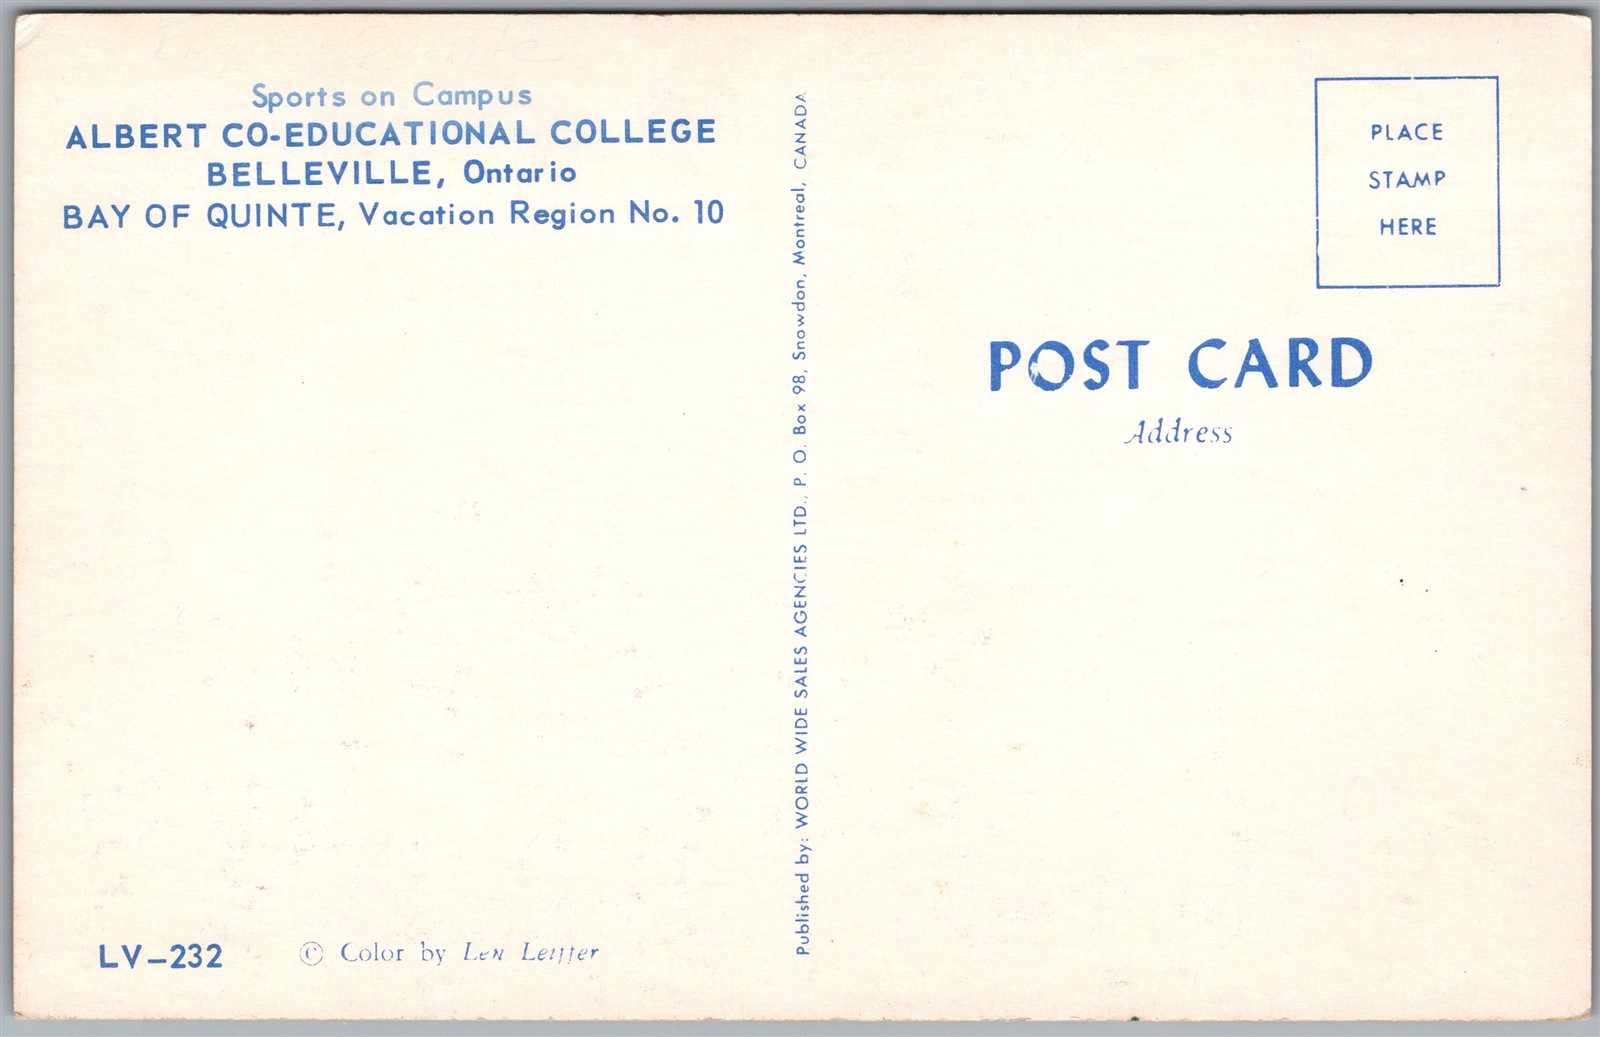 Sports on Campus
ALBERT CO-EDUCATIONAL COLLEGE
BELLEVILLE, Ontario
BAY OF QUINTE, Vacation Region No. 10
LV-232
© Color by Len
Published by: WORLD WIDE SALES AGENCIES LTD., P. O. Box 98, Snowdon, Montreal, CANADA
PLACE
STAMP
HERE
POST CARD
Address